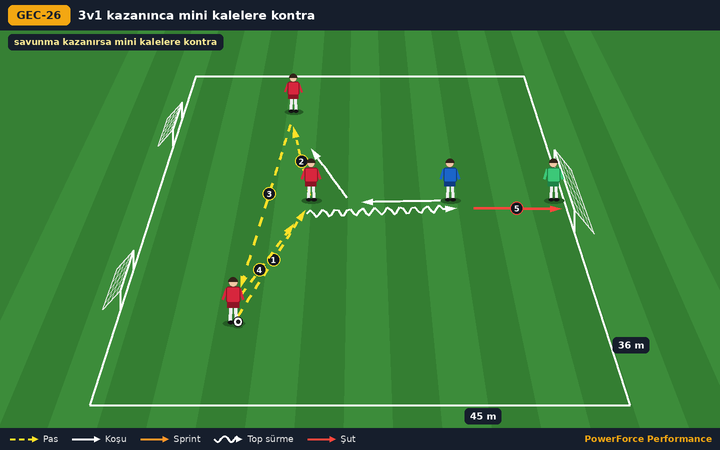 GEC-26 3v1 kazanınca mini kalelere kontra
savunma kazanırsa mini kalelere kontra
2
3
5
1
4
36 m
45 m
Pas Koşu Sprint Top sürme Şut PowerForce Performance